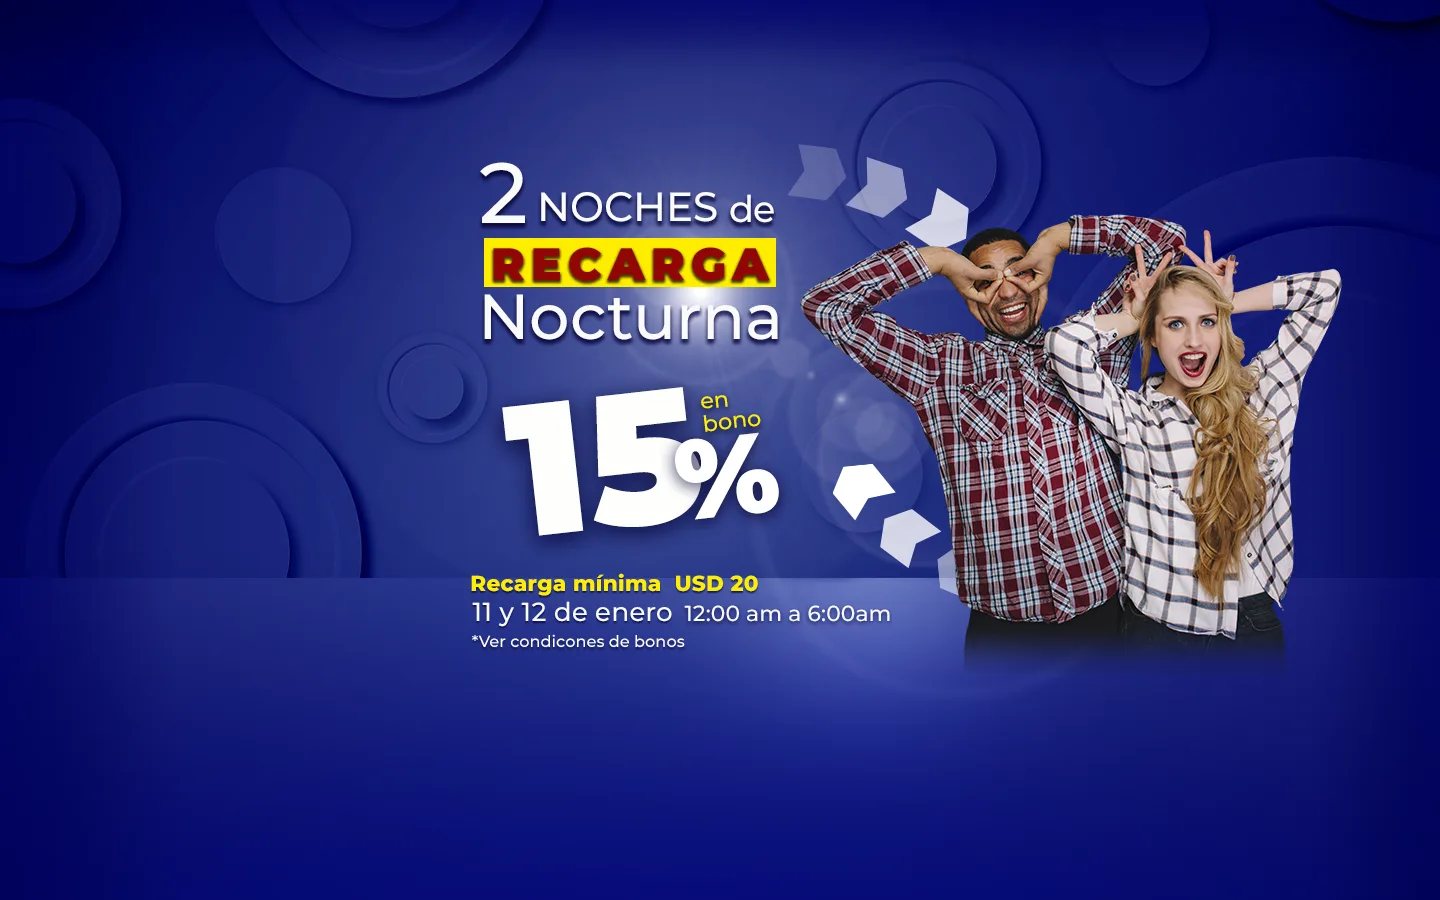 2 NOCHES de
RECARGA
Nocturna
15%
en
bono
Recarga mínima USD 20
11 y 12 de enero 12:00 am a 6:00am
*Ver condicones de bonos